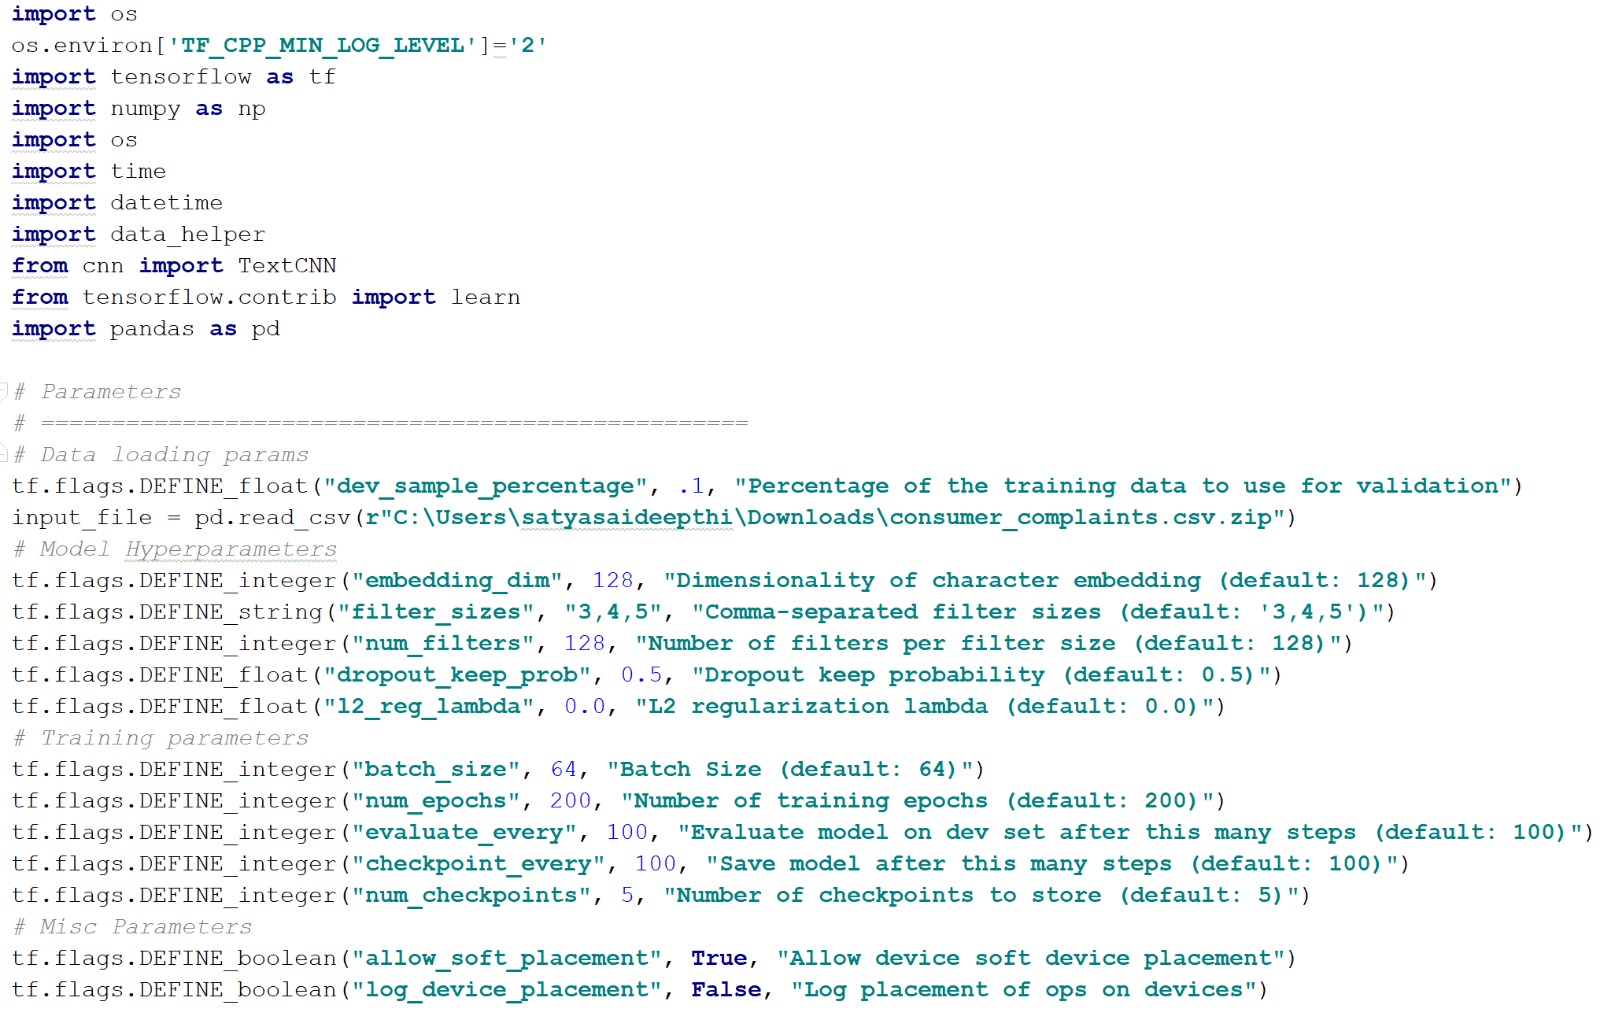 import os
os.environ['TF_CPP_MIN_LOG_LEVEL']='2'
import tensorflow as tf
import numpy as np
import os
import time
import datetime
import data_helper
from cnn import TextCNN
from tensorflow.contrib import learn
import pandas as pd
# Parameters
# ==================================================
# Data loading params
tf.flags.DEFINE_float("dev_sample_percentage", .1, "Percentage of the training data to use for validation")
input_file = pd.read_csv(r"C:\Users\satyasaideepthi\Downloads\consumer_complaints.csv.zip")
# Model Hyperparameters
tf.flags.DEFINE_integer("embedding_dim", 128, "Dimensionality of character embedding (default: 128)")
tf.flags.DEFINE_string("filter_sizes", "3,4,5", "Comma-separated filter sizes (default: '3,4,5')")
tf.flags.DEFINE_integer("num_filters", 128, "Number of filters per filter size (default: 128)")
tf.flags.DEFINE_float("dropout_keep_prob", 0.5, "Dropout keep probability (default: 0.5)")
tf.flags.DEFINE_float("l2_reg_lambda", 0.0, "L2 regularization lambda (default: 0.0)")
# Training parameters
tf.flags.DEFINE_integer("batch_size", 64, "Batch Size (default: 64)")
tf.flags.DEFINE_integer("num_epochs", 200, "Number of training epochs (default: 200)")
tf.flags.DEFINE_integer("evaluate_every", 100, "Evaluate model on dev set after this many steps (default: 100)")
tf.flags.DEFINE_integer("checkpoint_every", 100, "Save model after this many steps (default: 100)")
tf.flags.DEFINE_integer("num_checkpoints", 5, "Number of checkpoints to store (default: 5)")
# Misc Parameters
tf.flags.DEFINE_boolean("allow_soft_placement", True, "Allow device soft device placement")
tf.flags.DEFINE_boolean("log_device_placement", False, "Log placement of ops on devices")